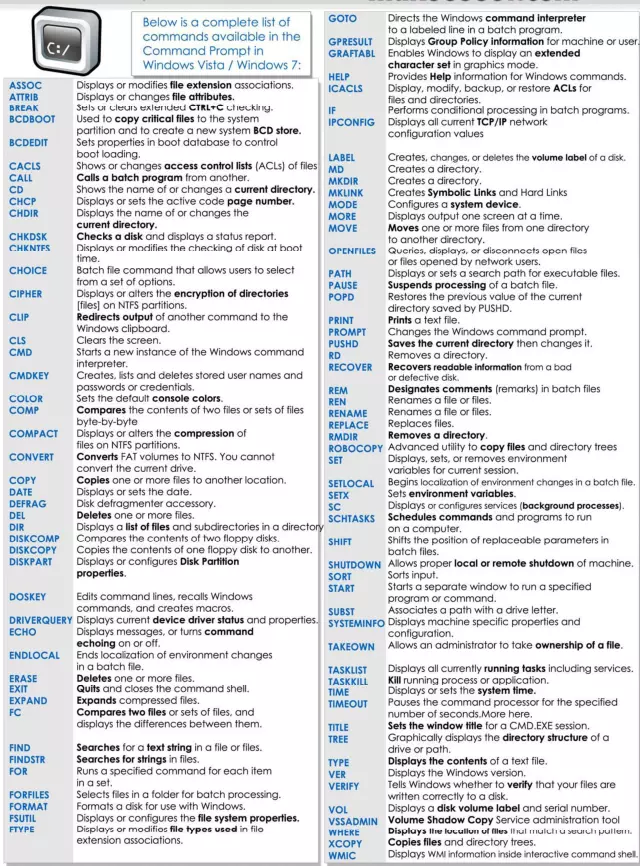 C:/
Below is a complete list of
commands available in the
Command Prompt in
Windows Vista / Windows 7:
ASSOC Displays or modifies file extension associations.
ATTRIB Displays or changes file attributes.
BREAK Sets or clears extended CTRL+C checking.
BCDBOOT Used to copy critical files to the system
partition and to create a new system BCD store.
BCDEDIT Sets properties in boot database to control
boot loading.
CACLS Shows or changes access control lists (ACLs) of files
CALL Calls a batch program from another.
CD Shows the name of or changes a current directory.
CHCP Displays or sets the active code page number.
CHDIR Displays the name of or changes the
current directory.
CHKDSK Checks a disk and displays a status report.
CHKNTFS Displays or modifies the checking of disk at boot
time.
CHOICE Batch file command that allows users to select
from a set of options.
CIPHER Displays or alters the encryption of directories
[files] on NTFS partitions.
CLIP Redirects output of another command to the
Windows clipboard.
CLS Clears the screen.
CMD Starts a new instance of the Windows command
interpreter.
CMDKEY Creates, lists and deletes stored user names and
passwords or credentials.
COLOR Sets the default console colors.
COMP Compares the contents of two files or sets of files
byte-by-byte
COMPACT Displays or alters the compression of
files on NTFS partitions.
CONVERT Converts FAT volumes to NTFS. You cannot
convert the current drive.
COPY Copies one or more files to another location.
DATE Displays or sets the date.
DEFRAG Disk defragmenter accessory.
DEL Deletes one or more files.
DIR Displays a list of files and subdirectories in a directory
DISKCOMP Compares the contents of two floppy disks.
DISKCOPY Copies the contents of one floppy disk to another.
DISKPART Displays or configures Disk Partition
properties.
DOSKEY Edits command lines, recalls Windows
commands, and creates macros.
DRIVERQUERY Displays current device driver status and properties.
ECHO Displays messages, or turns command
echoing on or off.
ENDLOCAL Ends localization of environment changes
in a batch file.
ERASE Deletes one or more files.
EXIT Quits and closes the command shell.
EXPAND Expands compressed files.
FC Compares two files or sets of files, and
displays the differences between them.
FIND Searches for a text string in a file or files.
FINDSTR Searches for strings in files.
FOR Runs a specified command for each item
in a set.
FORFILES Selects files in a folder for batch processing.
FORMAT Formats a disk for use with Windows.
FSUTIL Displays or configures the file system properties.
FTYPE Displays or modifies file types used in file
extension associations.
GOTO Directs the Windows command interpreter
to a labeled line in a batch program.
GPRESULT Displays Group Policy information for machine or user.
GRAFTABL Enables Windows to display an extended
character set in graphics mode.
HELP Provides Help information for Windows commands.
ICACLS Display, modify, backup, or restore ACLs for
files and directories.
IF Performs conditional processing in batch programs.
IPCONFIG Displays all current TCP/IP network
configuration values
LABEL Creates, changes, or deletes the volume label of a disk.
MD Creates a directory.
MKDIR Creates a directory.
MKLINK Creates Symbolic Links and Hard Links
MODE Configures a system device.
MORE Displays output one screen at a time.
MOVE Moves one or more files from one directory
to another directory.
OPENFILES Queries, displays, or disconnects open files
or files opened by network users.
PATH Displays or sets a search path for executable files.
PAUSE Suspends processing of a batch file.
POPD Restores the previous value of the current
directory saved by PUSHD.
PRINT Prints a text file.
PROMPT Changes the Windows command prompt.
PUSHD Saves the current directory then changes it.
RD Removes a directory.
RECOVER Recovers readable information from a bad
or defective disk.
REM Designates comments (remarks) in batch files
REN Renames a file or files.
RENAME Renames a file or files.
REPLACE Replaces files.
RMDIR Removes a directory.
ROBOCOPY Advanced utility to copy files and directory trees
SET Displays, sets, or removes environment
variables for current session.
SETLOCAL Begins localization of environment changes in a batch file.
SETX Sets environment variables.
SC Displays or configures services (background processes).
SCHTASKS Schedules commands and programs to run
on a computer.
SHIFT Shifts the position of replaceable parameters in
batch files.
SHUTDOWN Allows proper local or remote shutdown of machine.
SORT Sorts input.
START Starts a separate window to run a specified
program or command.
SUBST Associates a path with a drive letter.
SYSTEMINFO Displays machine specific properties and
configuration.
TAKEOWN Allows an administrator to take ownership of a file.
TASKLIST Displays all currently running tasks including services.
TASKKILL Kill running process or application.
TIME Displays or sets the system time.
TIMEOUT Pauses the command processor for the specified
number of seconds.More here.
TITLE Sets the window title for a CMD.EXE session.
TREE Graphically displays the directory structure of a
drive or path.
TYPE Displays the contents of a text file.
VER Displays the Windows version.
VERIFY Tells Windows whether to verify that your files are
written correctly to a disk.
VOL Displays a disk volume label and serial number.
VSSADMIN Volume Shadow Copy Service administration tool
WHERE Displays the location of files that match a search pattern.
XCOPY Copies files and directory trees.
WMIC Displays WMI information inside interactive command shell.